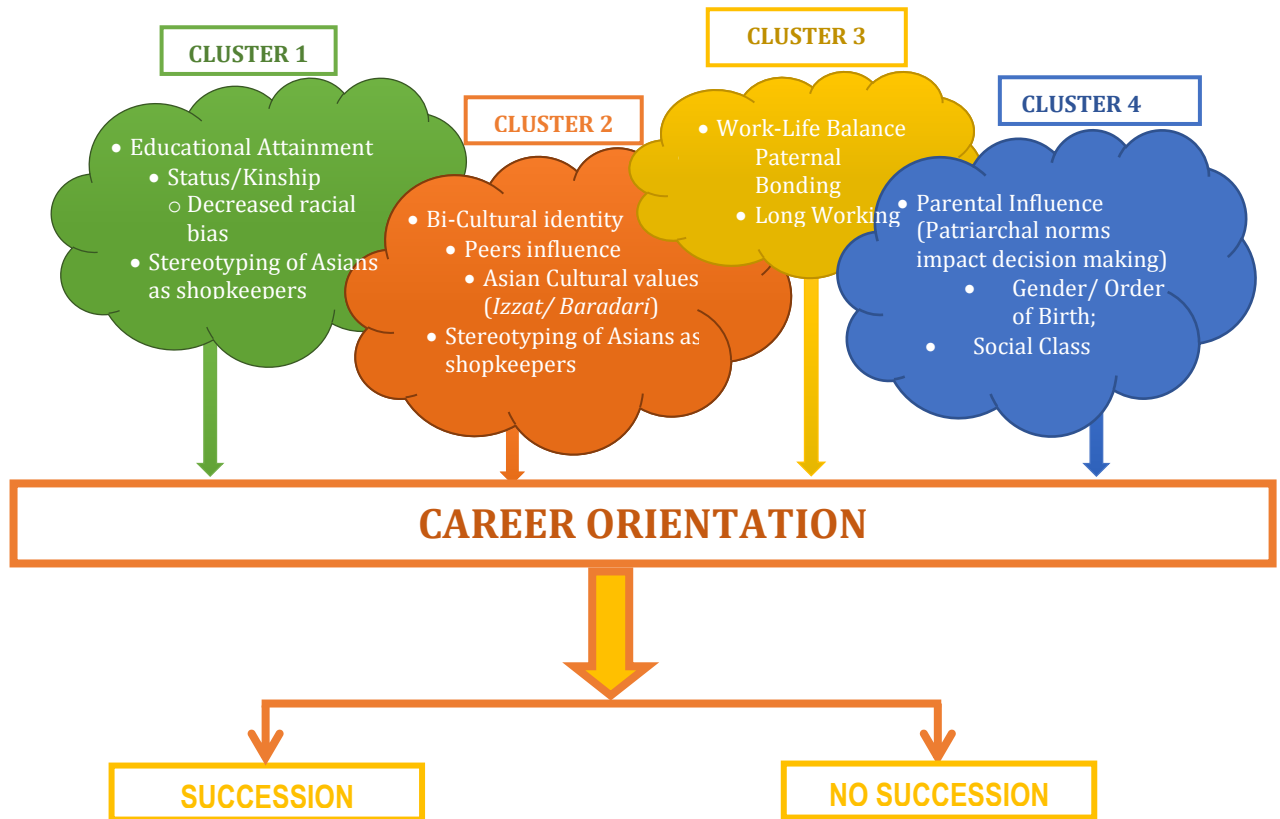 CLUSTER 1
• Educational Attainment
• Status/Kinship
○ Decreased racial
bias
• Stereotyping of Asians
as shopkeepers
CLUSTER 2
• Bi-Cultural identity
• Peers influence
• Asian Cultural values
(Izzat/ Baradari)
• Stereotyping of Asians as
shopkeepers
CLUSTER 3
• Work-Life Balance
Paternal
Bonding
• Long Working
CLUSTER 4
• Parental Influence
(Patriarchal norms
impact decision making)
• Gender/ Order
of Birth;
• Social Class
CAREER ORIENTATION
SUCCESSION
NO SUCCESSION